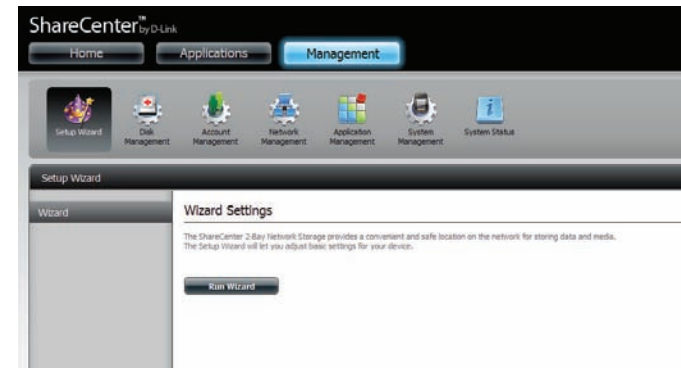 ShareCenter™ by D-Link
Home Applications Management
Setup Wizard Disk Management Account Management Network Management Application Management System Management System Status
Setup Wizard
Wizard
Wizard Settings
The ShareCenter 2-Bay Network Storage provides a convenient and safe location on the network for storing data and media.
The Setup Wizard will let you adjust basic settings for your device.
Run Wizard